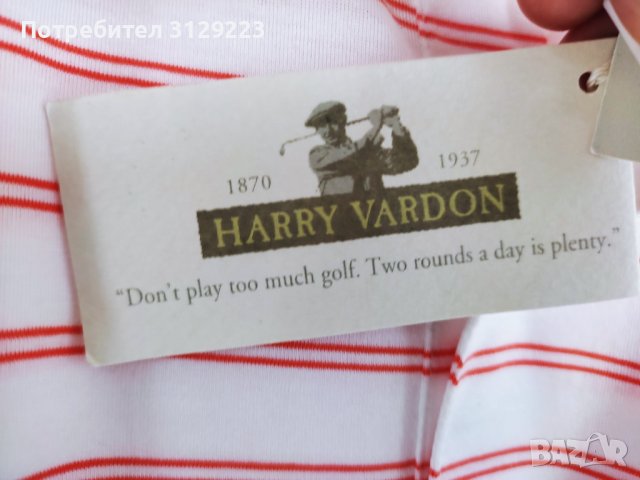 Потребител 3129223
1870
1937
HARRY VARDON
“Don't play too much golf. Two rounds a day is plenty.”
BAZAR